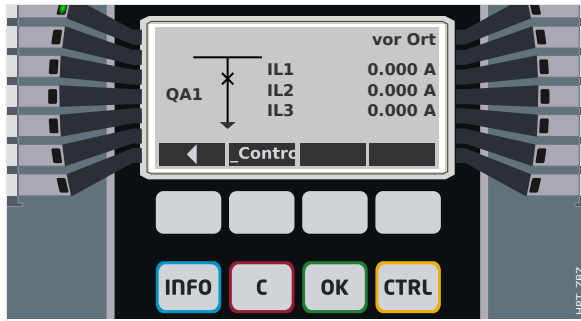 vor Ort
IL1 0.000 A
QA1
IL2 0.000 A
IL3 0.000 A
_Contro
INFO C OK CTRL